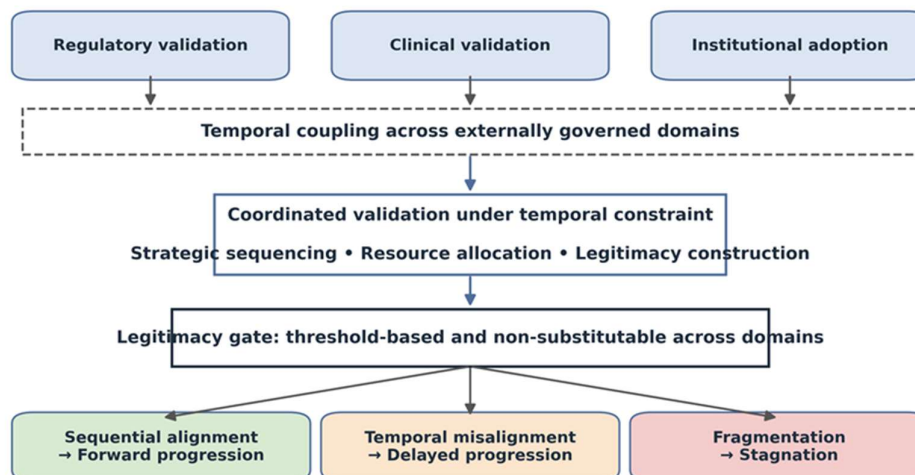 Regulatory validation
Clinical validation
Institutional adoption
Temporal coupling across externally governed domains
Coordinated validation under temporal constraint
Strategic sequencing • Resource allocation • Legitimacy construction
Legitimacy gate: threshold-based and non-substitutable across domains
Sequential alignment
→ Forward progression
Temporal misalignment
→ Delayed progression
Fragmentation
→ Stagnation